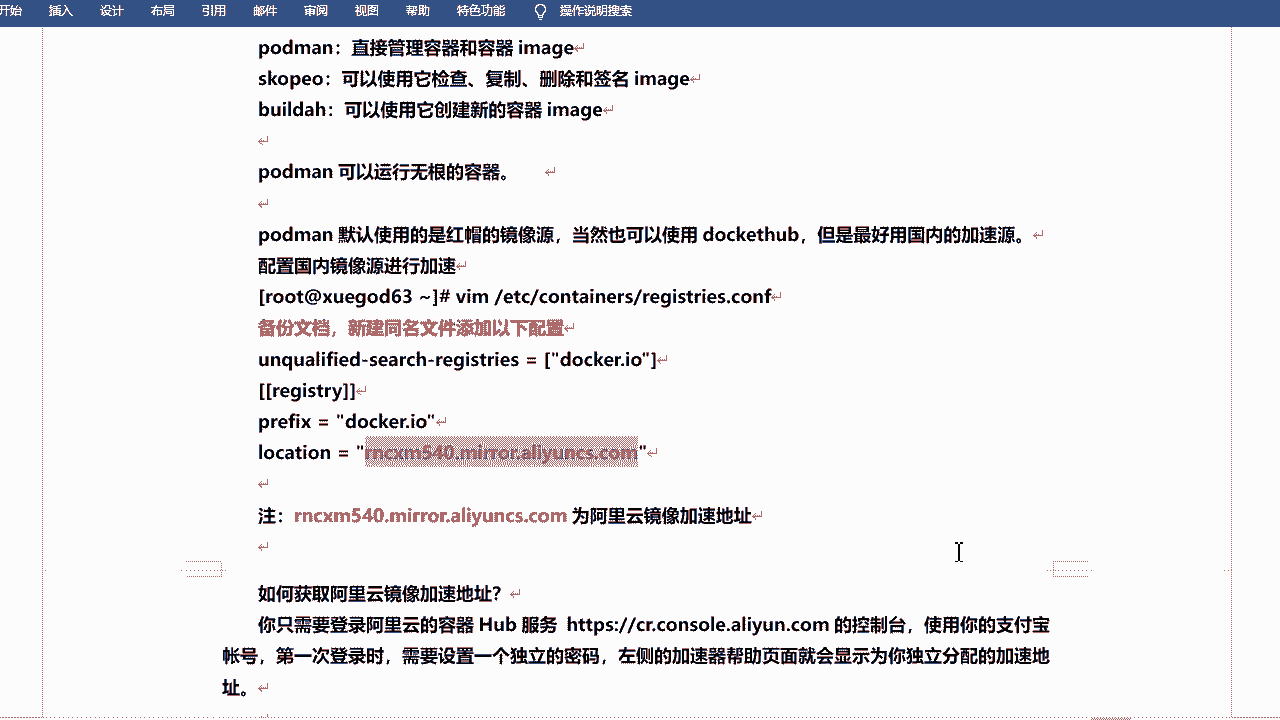 开始 插入 设计 布局 引用 邮件 审阅 视图 帮助 特色功能 操作说明搜索
podman：直接管理容器和容器 image
skopeo：可以使用它检查、复制、删除和签名 image
buildah：可以使用它创建新的容器 image
podman 可以运行无根的容器。
podman 默认使用的是红帽的镜像源，当然也可以使用 dockethub，但是最好用国内的加速源。
配置国内镜像源进行加速
[root@xuegod63 ~]# vim /etc/containers/registries.conf
备份文档，新建同名文件添加以下配置
unqualified-search-registries = ["docker.io"]
[[registry]]
prefix = "docker.io"
location = "rncxm540.mirror.aliyuncs.com"
注：rncxm540.mirror.aliyuncs.com 为阿里云镜像加速地址
如何获取阿里云镜像加速地址？
你只需要登录阿里云的容器 Hub 服务 https://cr.console.aliyun.com 的控制台，使用你的支付宝
帐号，第一次登录时，需要设置一个独立的密码，左侧的加速器帮助页面就会显示为你独立分配的加速地
址。